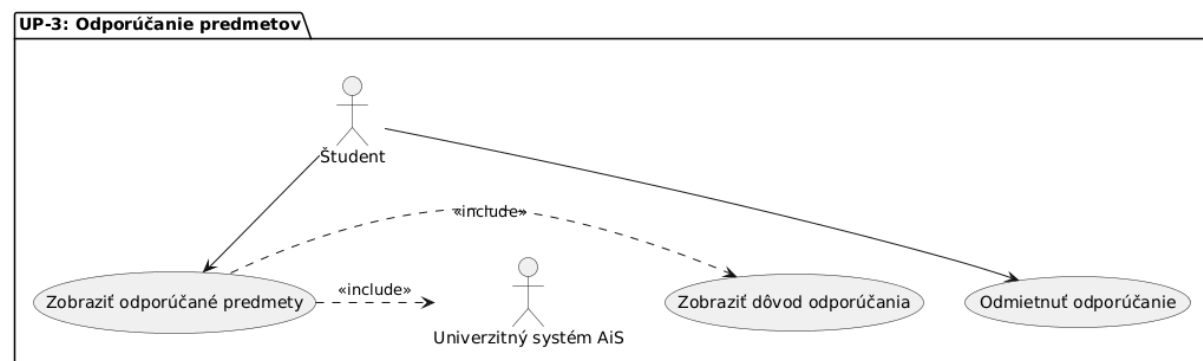 UP-3: Odporúčanie predmetov
Študent
«include»
«include»
Zobraziť odporúčané predmety
Zobraziť dôvod odporúčania
Odmietnuť odporúčanie
Univerzitný systém AiS